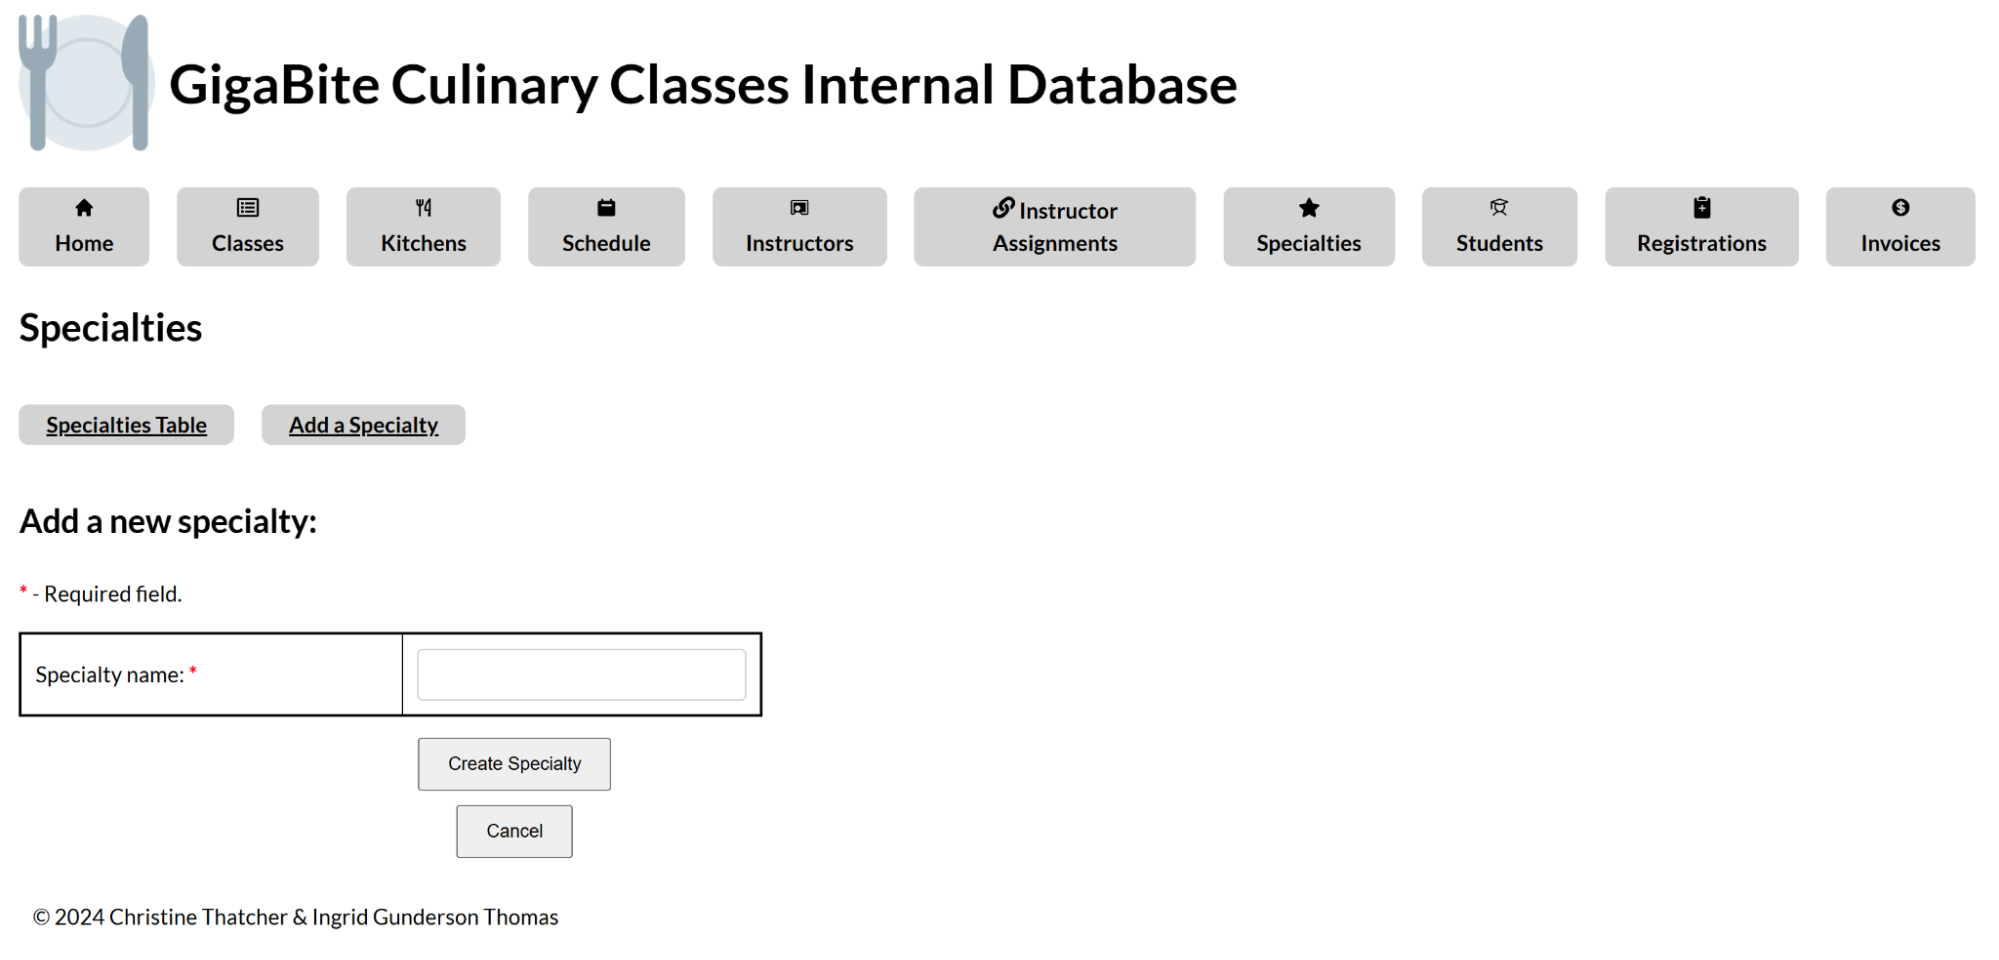 GigaBite Culinary Classes Internal Database
Home
Classes
Kitchens
Schedule
Instructors
Instructor
Assignments
Specialties
Students
Registrations
Invoices
Specialties
Specialties Table
Add a Specialty
Add a new specialty:
* - Required field.
Specialty name: *
Create Specialty
Cancel
© 2024 Christine Thatcher & Ingrid Gunderson Thomas